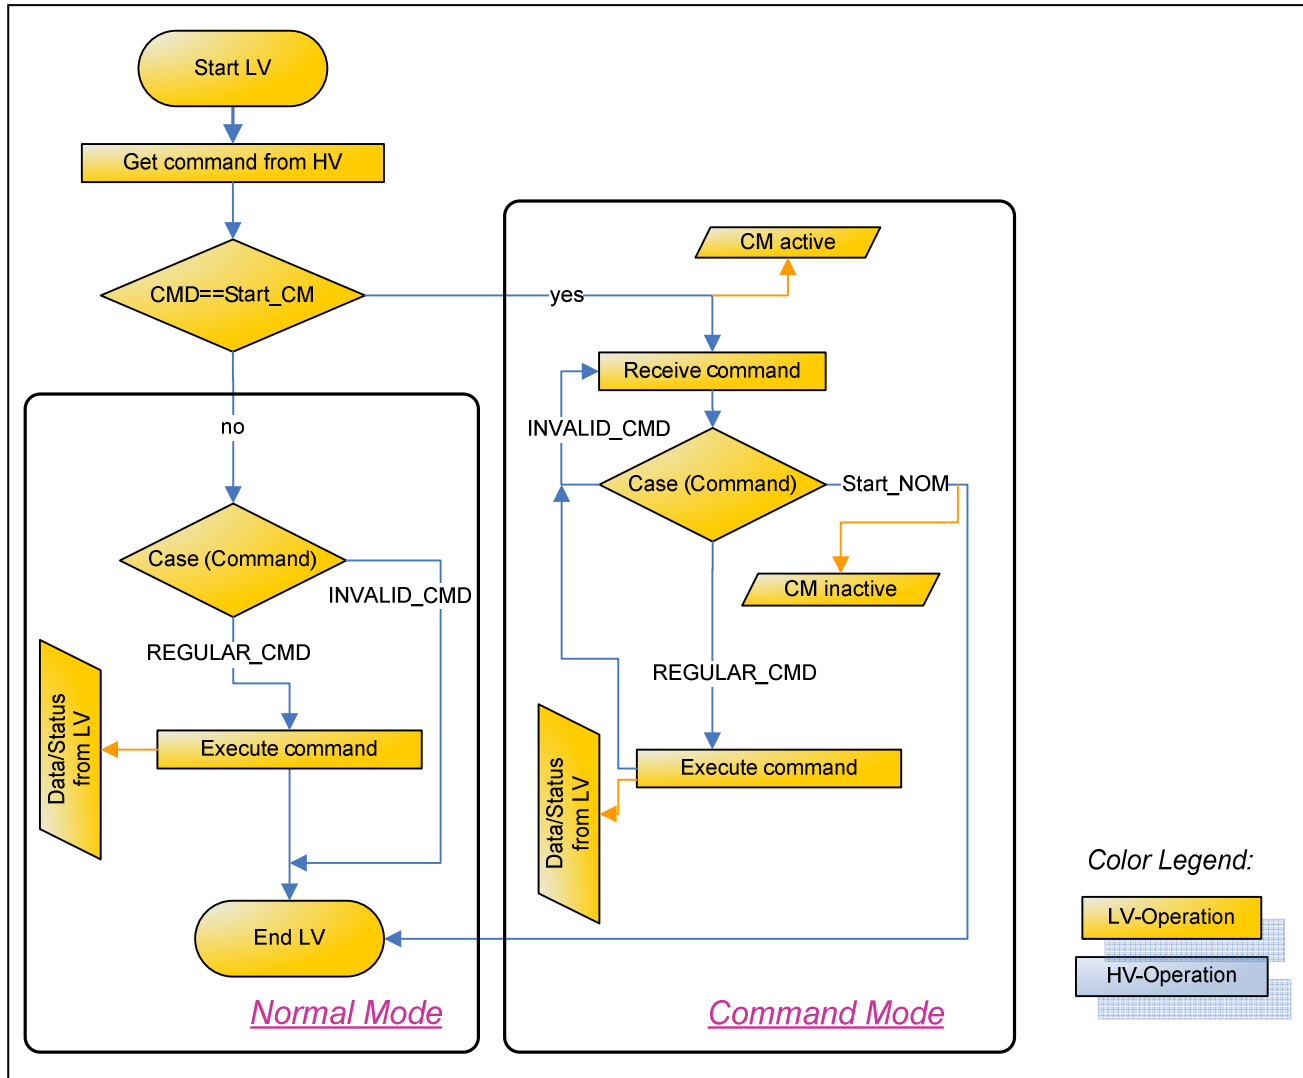 Start LV
Get command from HV
CMD==Start_CM
yes
no
Case (Command)
INVALID_CMD
REGULAR_CMD
Execute command
Data/Status
from LV
End LV
Normal Mode
CM active
Receive command
INVALID_CMD
Case (Command)
Start_NOM
CM inactive
REGULAR_CMD
Execute command
Data/Status
from LV
Command Mode
Color Legend:
LV-Operation
HV-Operation